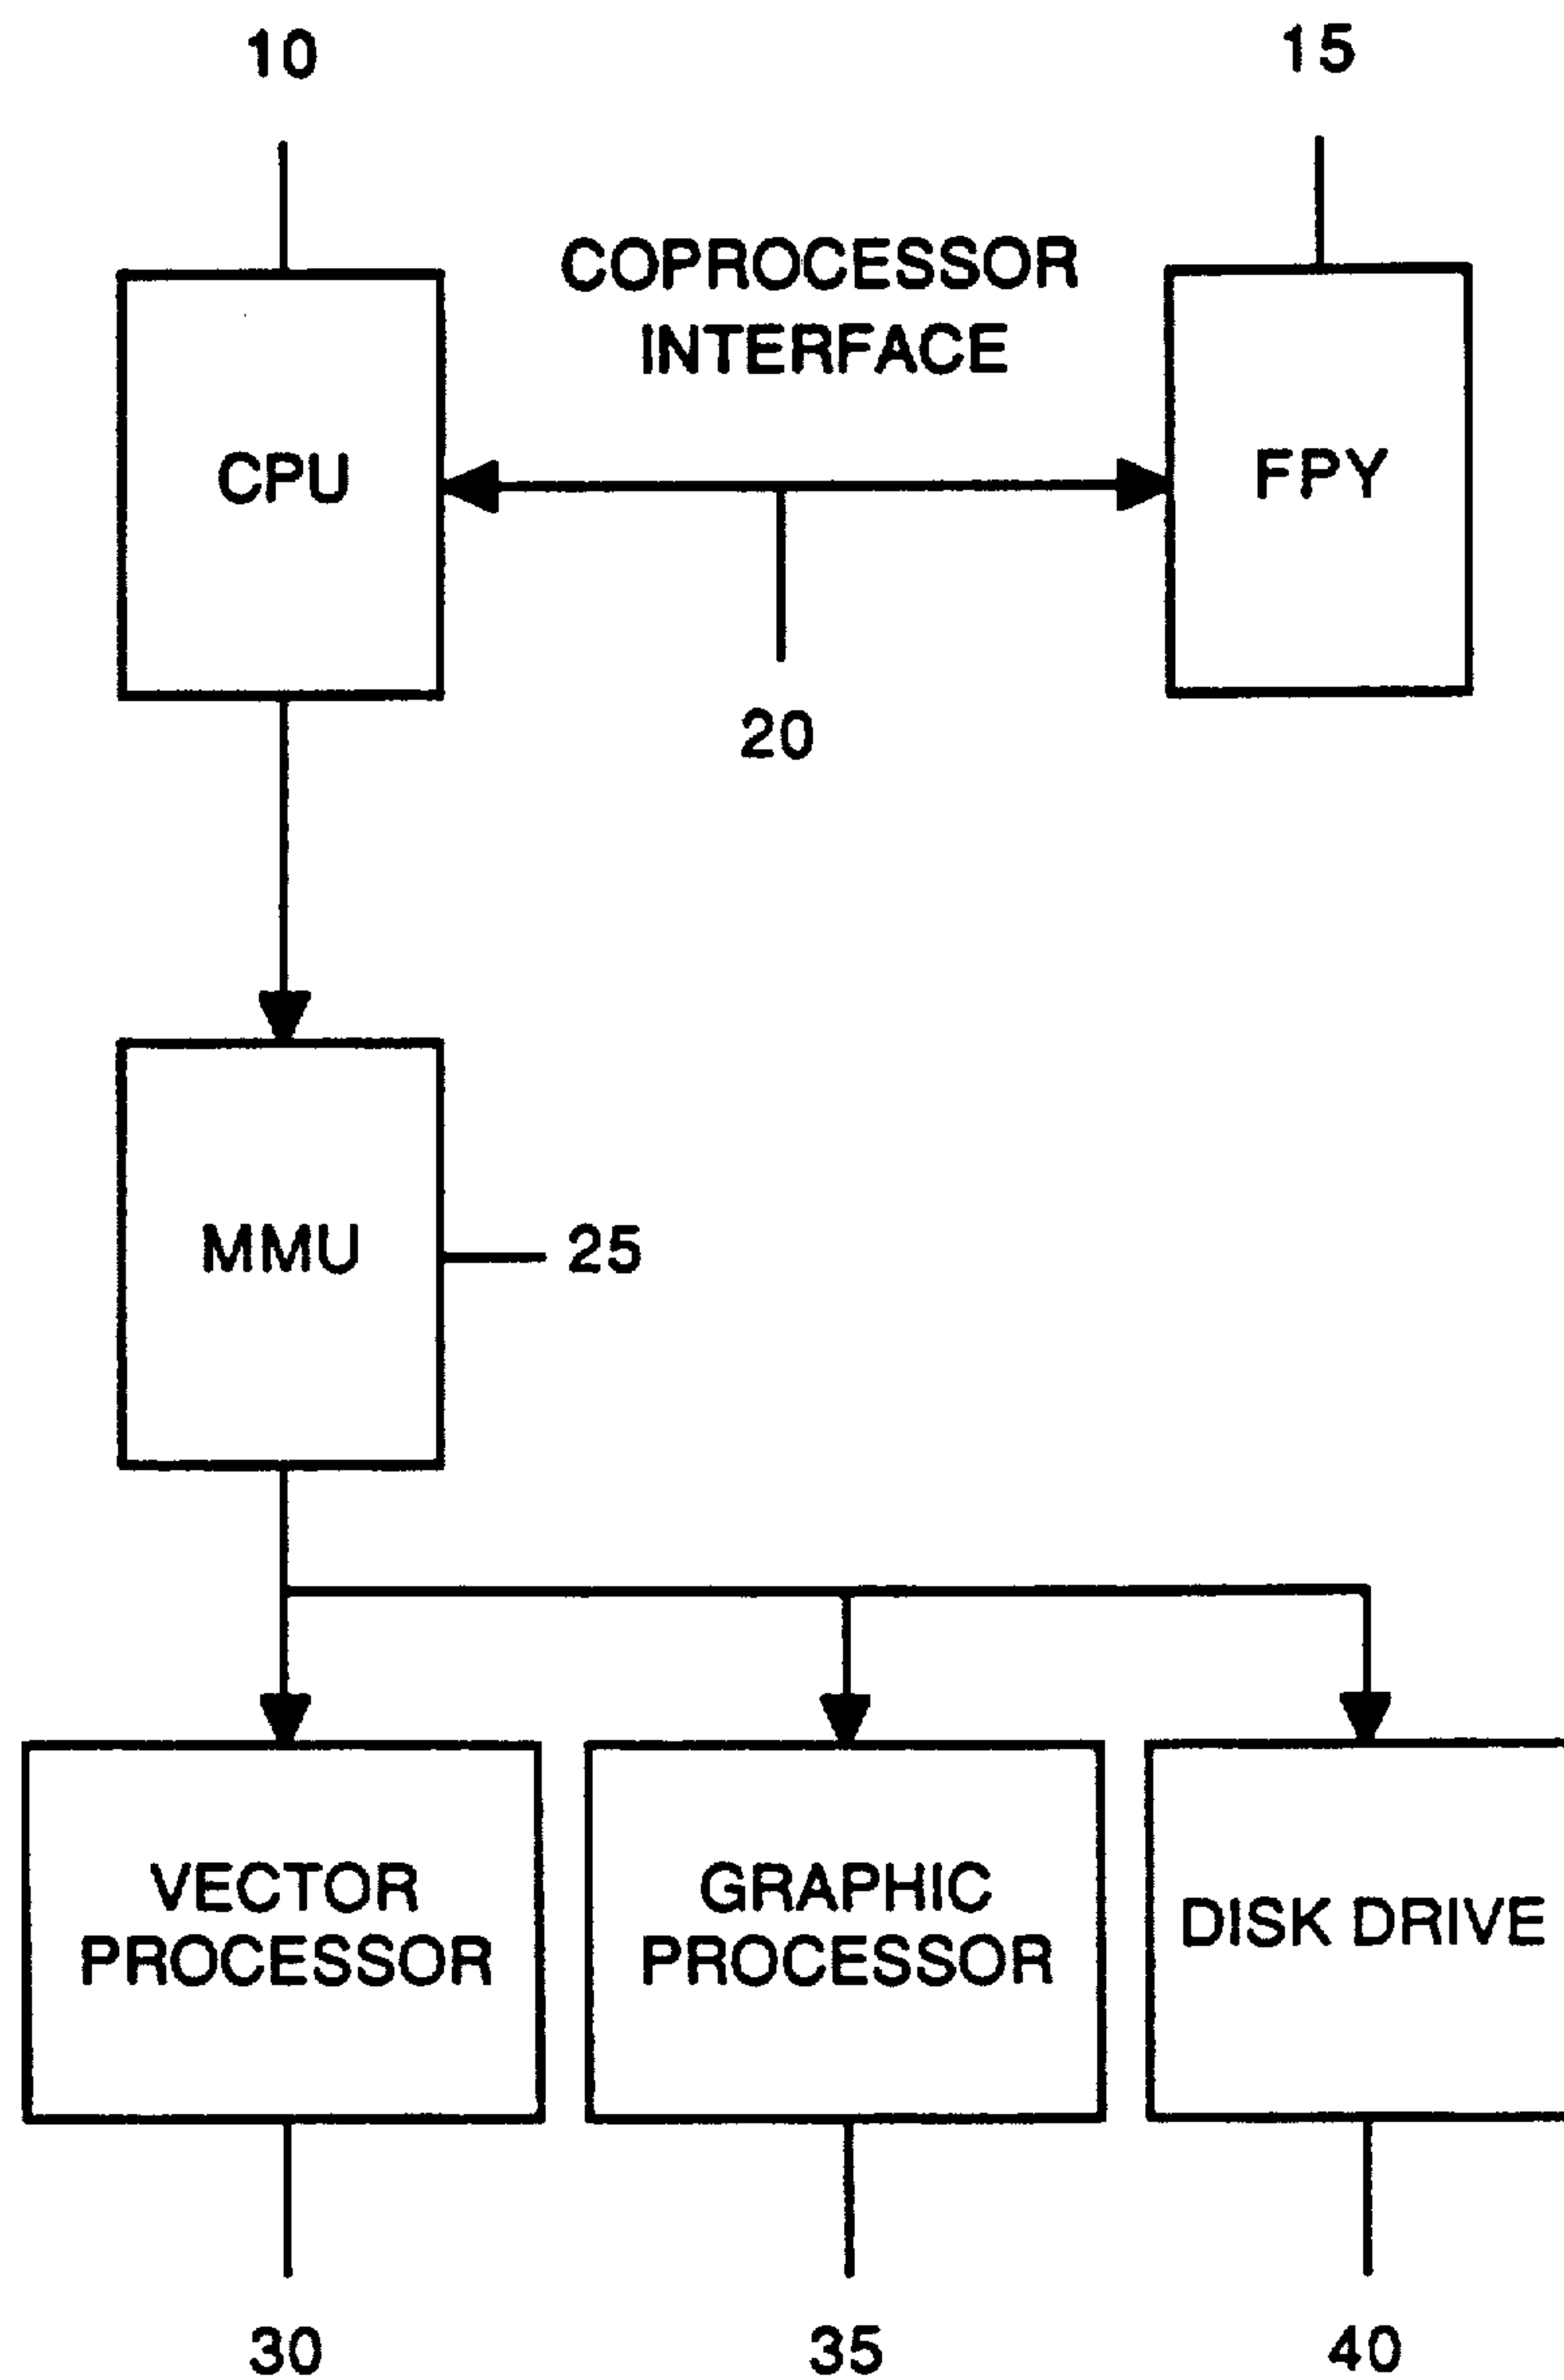 10
15
COPROCESSOR
INTERFACE
CPU
FPY
20
MMU
25
VECTOR
PROCESSOR
GRAPHIC
PROCESSOR
DISK DRIVE
30
35
40